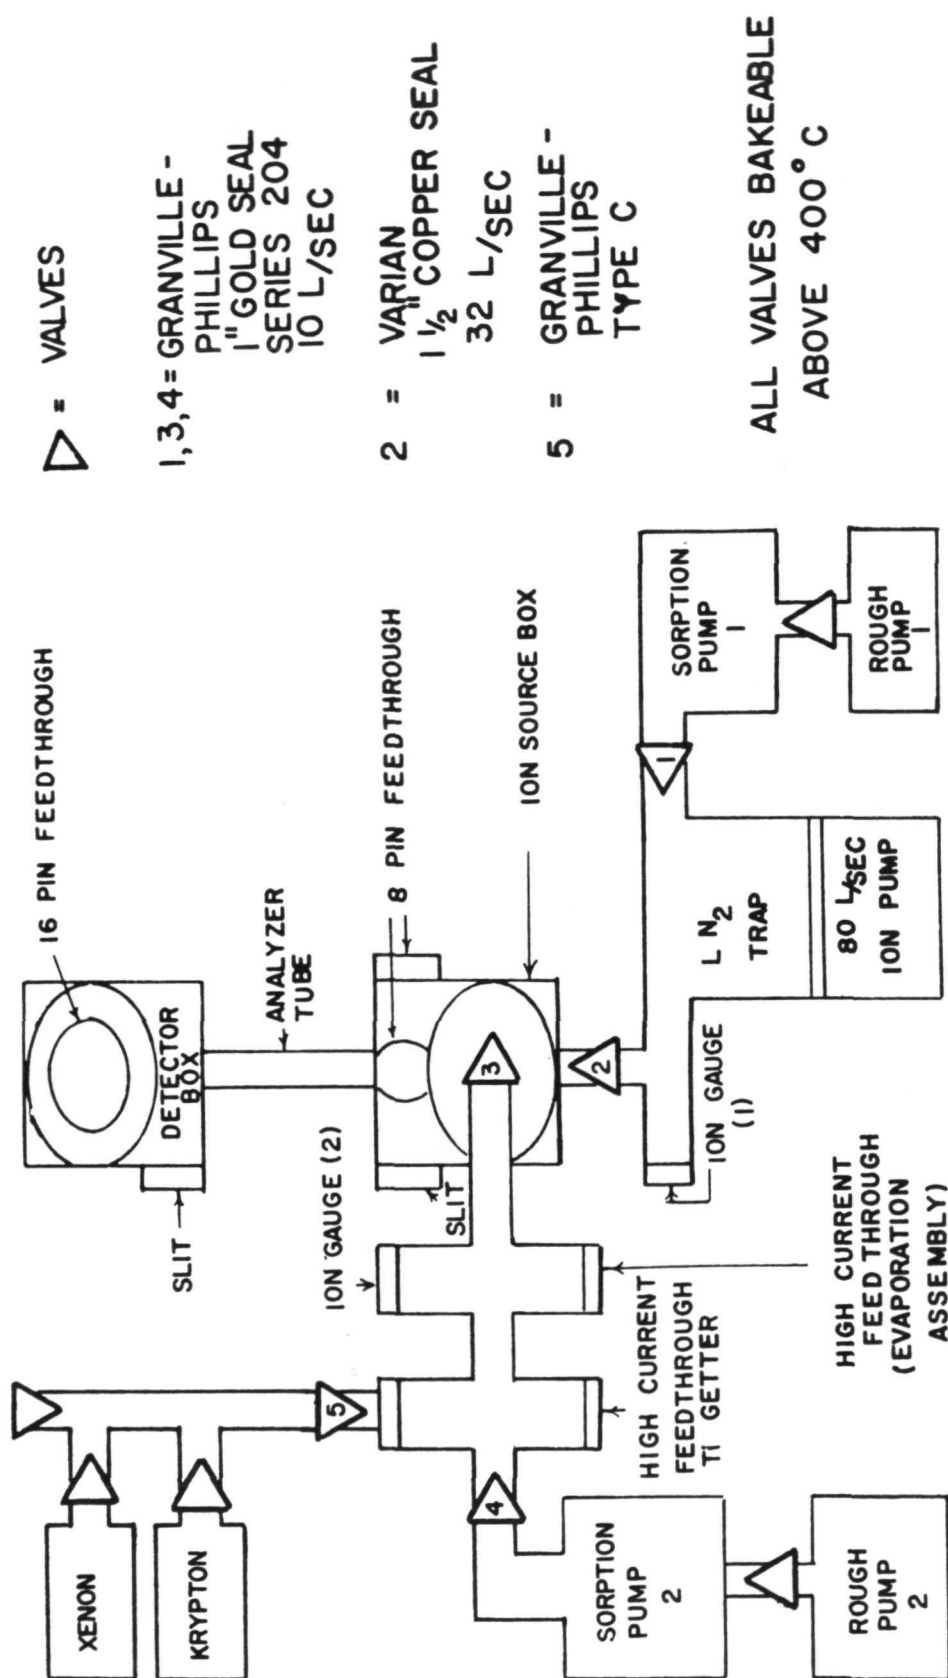 = VALVES
1,3,4 = GRANVILLE-
PHILLIPS
1" GOLD SEAL
SERIES 204
10 L/SEC
2 = VARIAN
1 ½" COPPER SEAL
32 L/SEC
5 = GRANVILLE-
PHILLIPS
TYPE C
ALL VALVES BAKEABLE
ABOVE 400° C
16 PIN FEEDTHROUGH
DETECTOR
BOX
SLIT
ANALYZER
TUBE
8 PIN FEEDTHROUGH
ION SOURCE BOX
SLIT
3
2
ION GAUGE (2)
ION GAUGE
(1)
1
SORPTION
PUMP
1
ROUGH
PUMP
1
L N₂
TRAP
80 L/SEC
ION PUMP
HIGH CURRENT
FEED THROUGH
(EVAPORATION
ASSEMBLY)
HIGH CURRENT
FEEDTHROUGH
Ti GETTER
5
XENON
KRYPTON
4
SORPTION
PUMP
2
ROUGH
PUMP
2